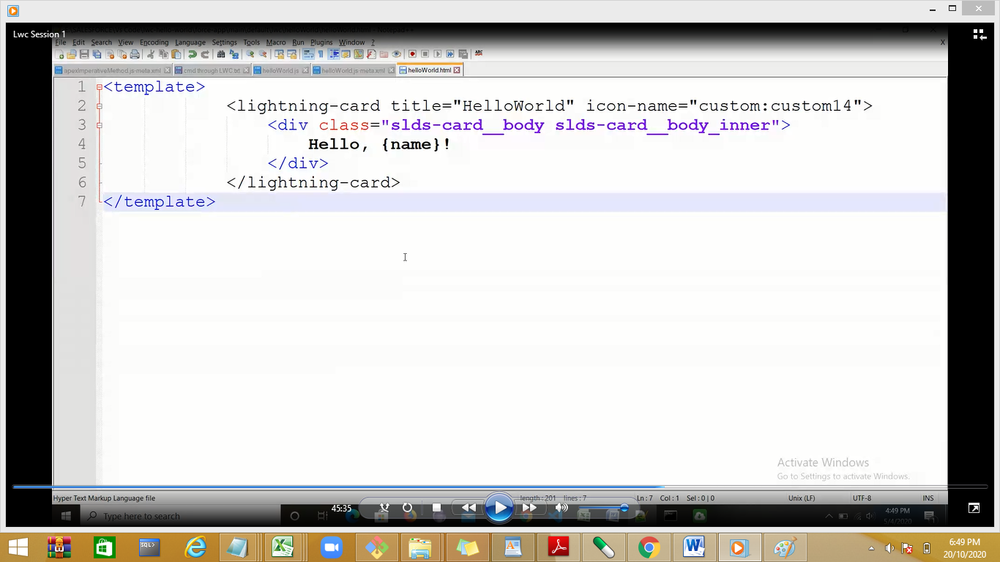 Lwc Session 1
File Edit Search View Encoding Language Settings Tools Macro Run Plugins Window ?
X
apexImperativeMethod.js-meta.xml cmd through LWC.txt helloWorld.js helloWorld.js-meta.xml helloWorld.html
1 <template>
2 <lightning-card title="HelloWorld" icon-name="custom:custom14">
3 <div class="slds-card__body slds-card__body_inner">
4 Hello, {name}!
5 </div>
6 </lightning-card>
7 </template>
Activate Windows
Go to Settings to activate Windows.
Hyper Text Markup Language file length : 201 lines : 7 Ln : 7 Col : 1 Sel : 0 | 0 Unix (LF) UTF-8 INS
45:35
Type here to search
4:49 PM
5/4/2020
SQL>
6:49 PM
20/10/2020